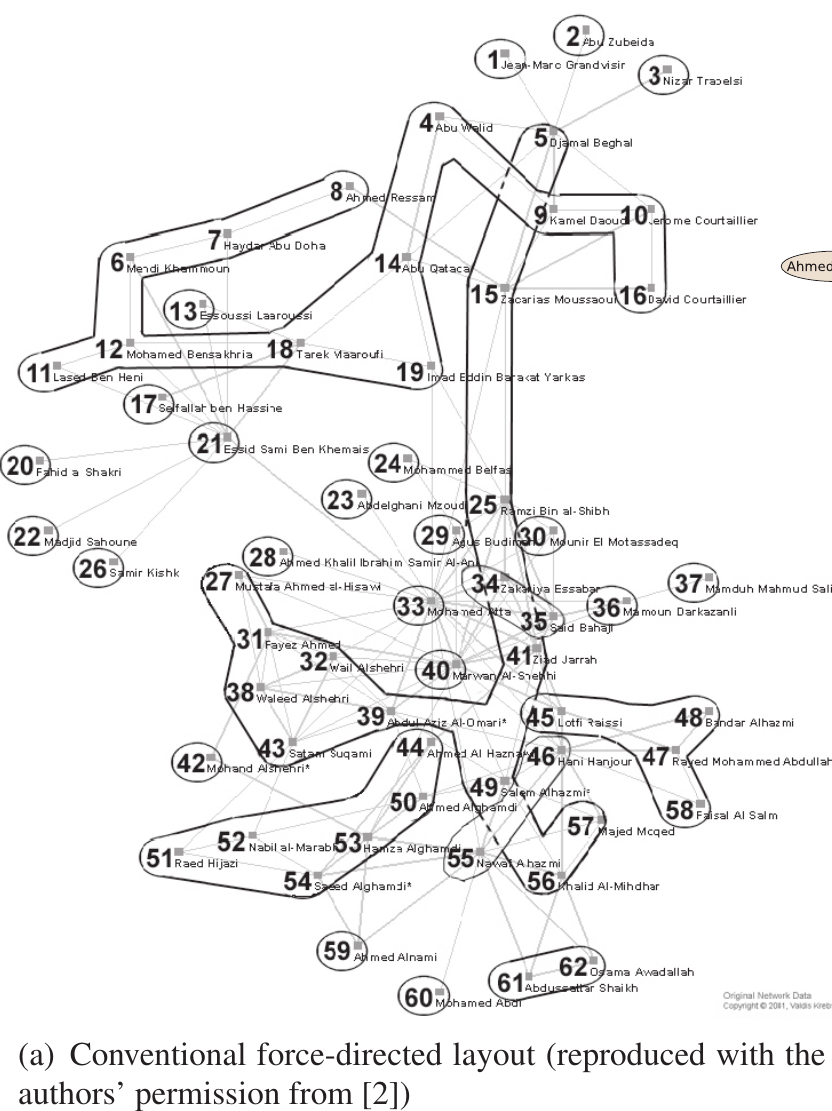 2 Abu Zubeida
1 Jean-Marc Grandvisir
3 Nizar Trabelsi
4 Abu Walid
5 Djamal Beghal
8 Ahmed Ressam
9 Kamel Daoudi
10 Jerome Courtaillier
7 Haydar Abu Doha
6 Mehdi Khammoun
14 Abu Qatada
Ahmed
15 Zacarias Moussaoui
16 David Courtaillier
13 Essoussi Laaroussi
12 Mohamed Bensakhria
18 Tarek Maaroufi
11 Lased Ben Heni
19 Imad Eddin Barakat Yarkas
17 Seifallah ben Hassine
21 Essid Sami Ben Khemais
20 Fahid al Shakri
24 Mohammed Belfas
23 Abdelghani Mzoudi
25 Ramzi Bin al-Shibh
22 Madjid Sahoune
29 Agus Budiman
30 Mounir El Motassadeq
28 Ahmed Khalil Ibrahim Samir Al-Ani
26 Samir Kishk
27 Mustafa Ahmed al-Hisawi
34 Zakariya Essabar
37 Mamduh Mahmud Sali
33 Mohamed Atta
36 Mamoun Darkazanli
35 Said Bahaji
31 Fayez Ahmed
32 Wail Alshehri
40 Marwan Al-Shehhi
41 Ziad Jarrah
38 Waleed Alshehri
39 Abdul Aziz Al-Omari*
45 Lotfi Raissi
48 Bandar Alhazmi
43 Satam Suqami
44 Ahmed Al Haznawi
46 Hani Hanjour
47 Rayed Mohammed Abdullah
42 Mohand Alshehri*
49 Salem Alhazmi*
50 Ahmed Alghamdi
58 Faisal Al Salmi
57 Majed Moqed
52 Nabil al-Marabh
53 Hamza Alghamdi
51 Raed Hijazi
55 Nawaf Alhazmi
54 Saeed Alghamdi*
56 Khalid Al-Mihdhar
59 Ahmed Alnami
62 Osama Awadallah
61 Abdussattar Shaikh
60 Mohamed Abdi
Original Network Data
Copyright © 2001, Valdis Krebs
(a) Conventional force-directed layout (reproduced with the
authors’ permission from [2])